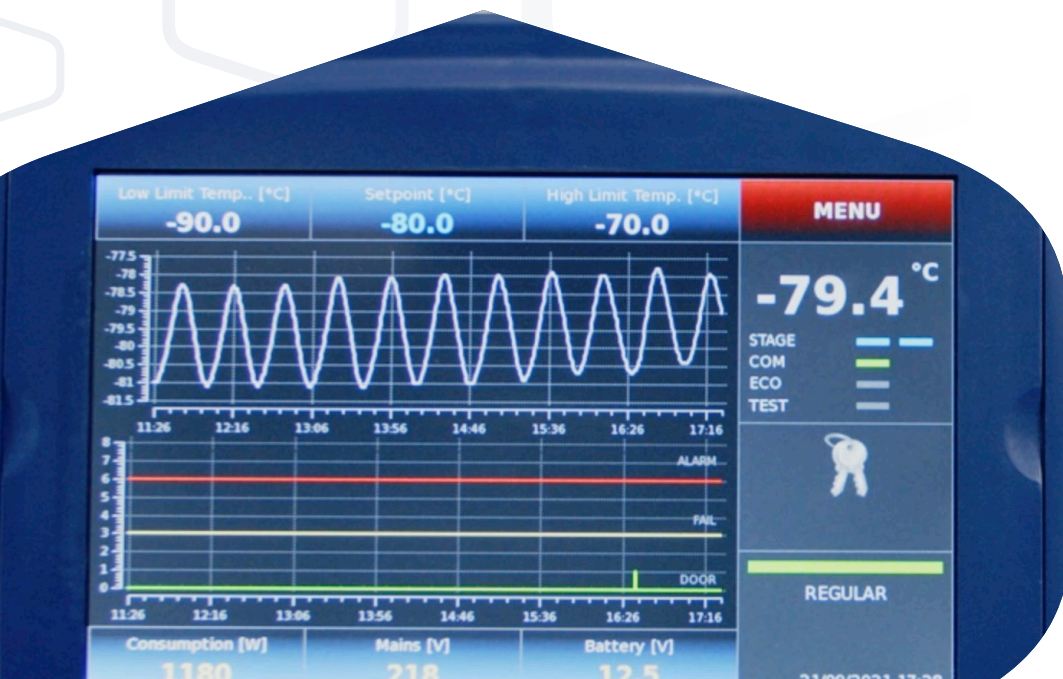 Low Limit Temp.. [°C] Setpoint [°C] High Limit Temp. [°C] MENU
-90.0 -80.0 -70.0
-77.5
-78
-78.5
-79
-79.5
-80
-80.5
-81
-81.5
11:26 12:16 13:06 13:56 14:46 15:36 16:26 17:16
-79.4 °C
STAGE
COM
ECO
TEST
8
7
6
5
4
3
2
1
0
ALARM
FAIL
DOOR
11:26 12:16 13:06 13:56 14:46 15:36 16:26 17:16
REGULAR
Consumption [W] Mains [V] Battery [V]
1180 218 12.5